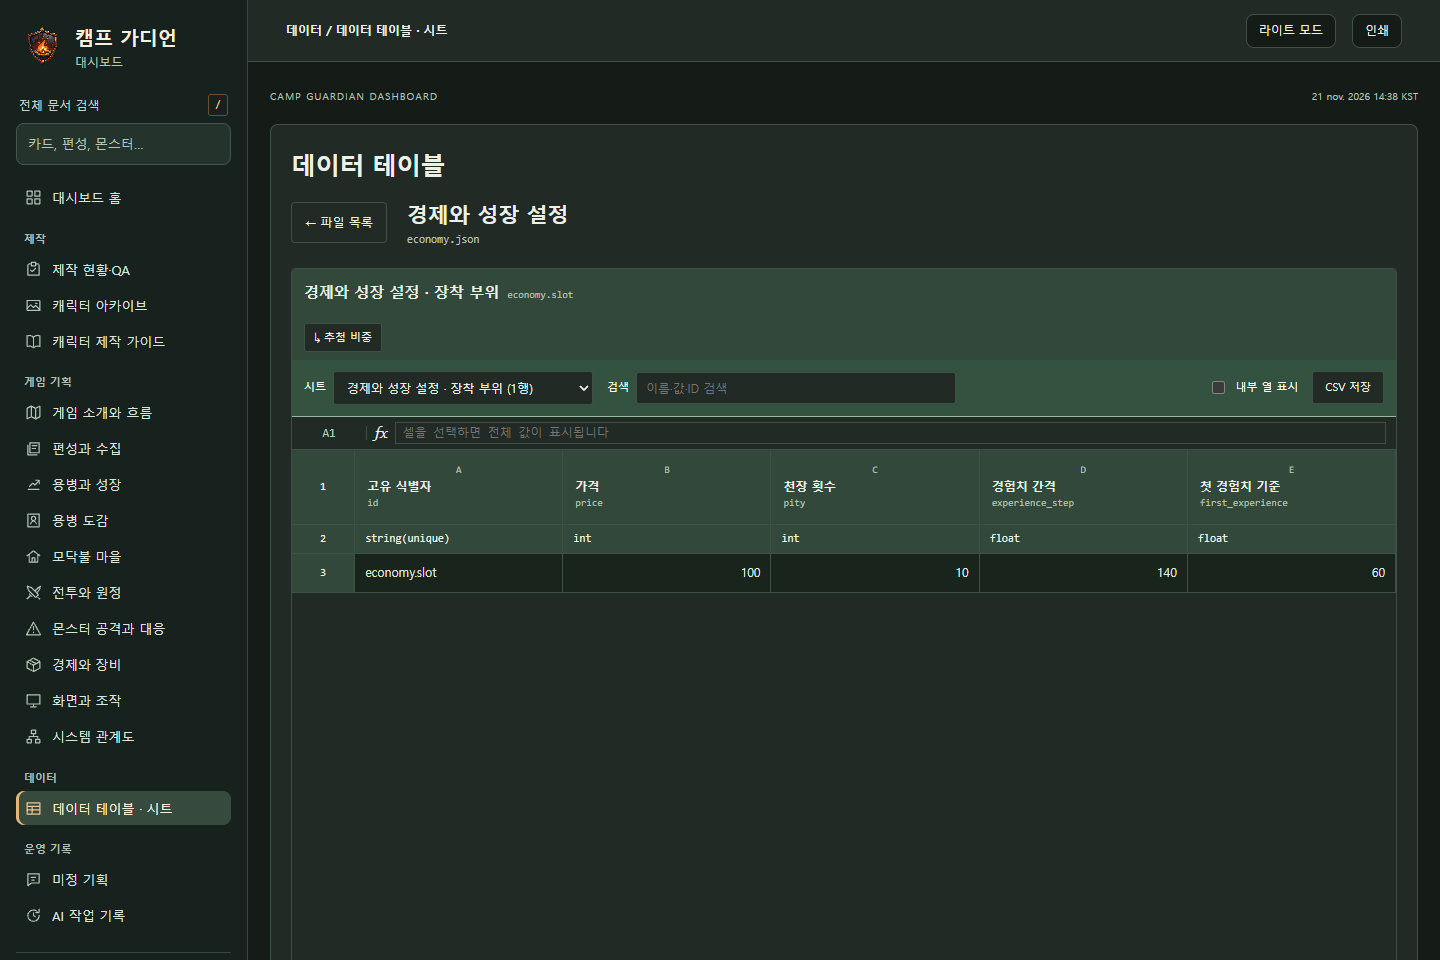 캠프 가디언
대시보드
전체 문서 검색 /
카드, 편성, 몬스터...
대시보드 홈
제작
제작 현황·QA
캐릭터 아카이브
캐릭터 제작 가이드
게임 기획
게임 소개와 흐름
편성과 수집
용병과 성장
용병 도감
모닥불 마을
전투와 원정
몬스터 공격과 대응
경제와 장비
화면과 조작
시스템 관계도
데이터
데이터 테이블 · 시트
운영 기록
미정 기획
AI 작업 기록
데이터 / 데이터 테이블 · 시트
라이트 모드
인쇄
CAMP GUARDIAN DASHBOARD
21 nov. 2026 14:38 KST
데이터 테이블
← 파일 목록
경제와 성장 설정
economy.json
경제와 성장 설정 · 장착 부위 economy.slot
↳ 추첨 비중
시트 경제와 성장 설정 · 장착 부위 (1행) 검색 이름·값·ID 검색 내부 열 표시 CSV 저장
A1 fx 셀을 선택하면 전체 값이 표시됩니다
A B C D E
1 고유 식별자 가격 천장 횟수 경험치 간격 첫 경험치 기준
id price pity experience_step first_experience
2 string(unique) int int float float
3 economy.slot 100 10 140 60